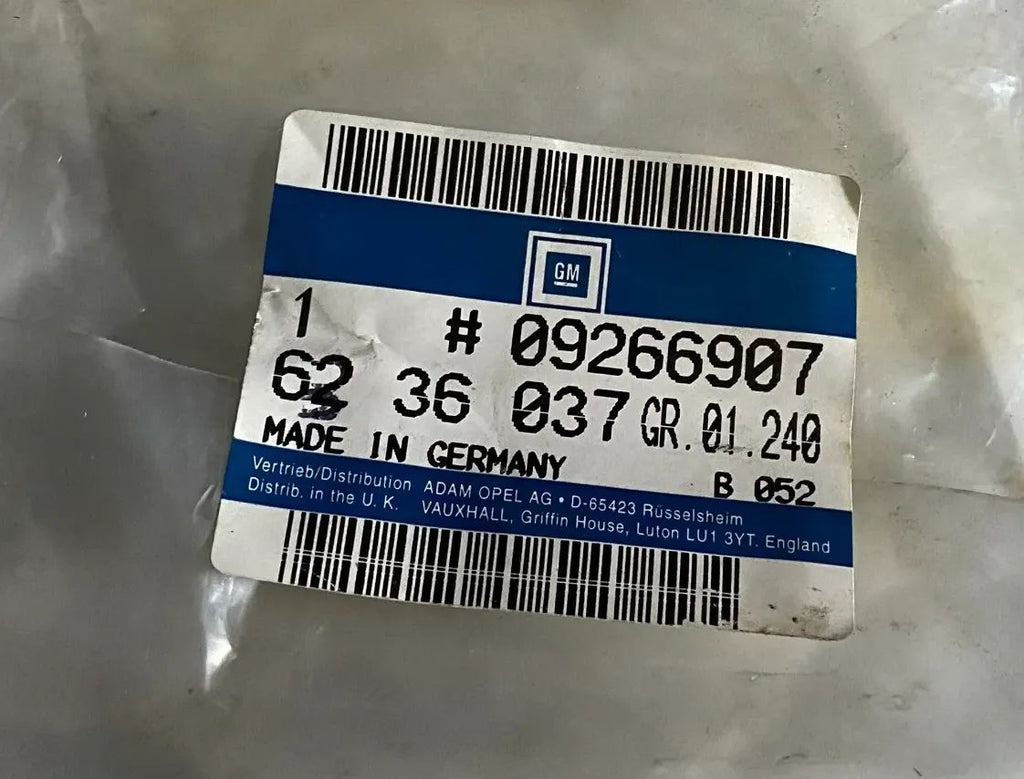 GM
1 # 09266907
62 36 037 GR. 01.240
MADE IN GERMANY
B 052
Vertrieb/Distribution ADAM OPEL AG • D-65423 Rüsselsheim
Distrib. in the U. K. VAUXHALL, Griffin House, Luton LU1 3YT. England